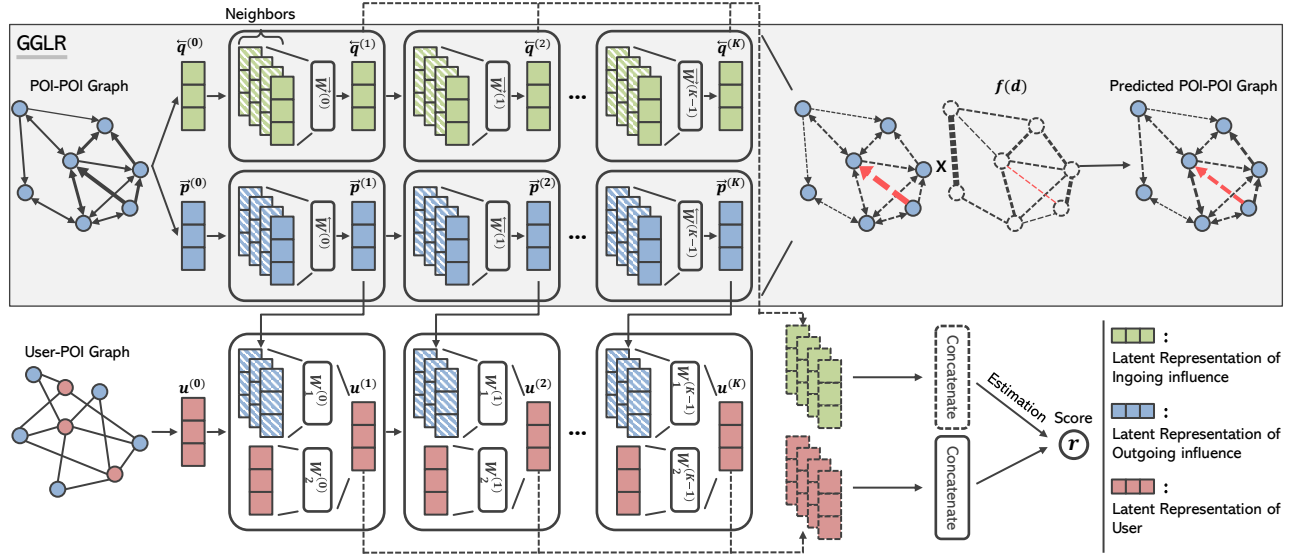 Neighbors
GGLR
POI-POI Graph
q⃖⁽⁰⁾
q⃖⁽¹⁾
q⃖⁽²⁾
q⃖⁽ᴷ⁾
W⃗⁽⁰⁾
W⃗⁽¹⁾
...
W⃗⁽ᴷ⁻¹⁾
f(d)
Predicted POI-POI Graph
X
p⃗⁽⁰⁾
p⃗⁽¹⁾
p⃗⁽²⁾
p⃗⁽ᴷ⁾
W⃖⁽⁰⁾
W⃖⁽¹⁾
...
W⃖⁽ᴷ⁻¹⁾
User-POI Graph
u⁽⁰⁾
u⁽¹⁾
u⁽²⁾
u⁽ᴷ⁾
W₁⁽⁰⁾
W₁⁽¹⁾
W₁⁽ᴷ⁻¹⁾
...
W₂⁽⁰⁾
W₂⁽¹⁾
W₂⁽ᴷ⁻¹⁾
Concatenate
Concatenate
Estimation
Score
r
:
Latent Representation of
Ingoing influence
:
Latent Representation of
Outgoing influence
:
Latent Representation of
User